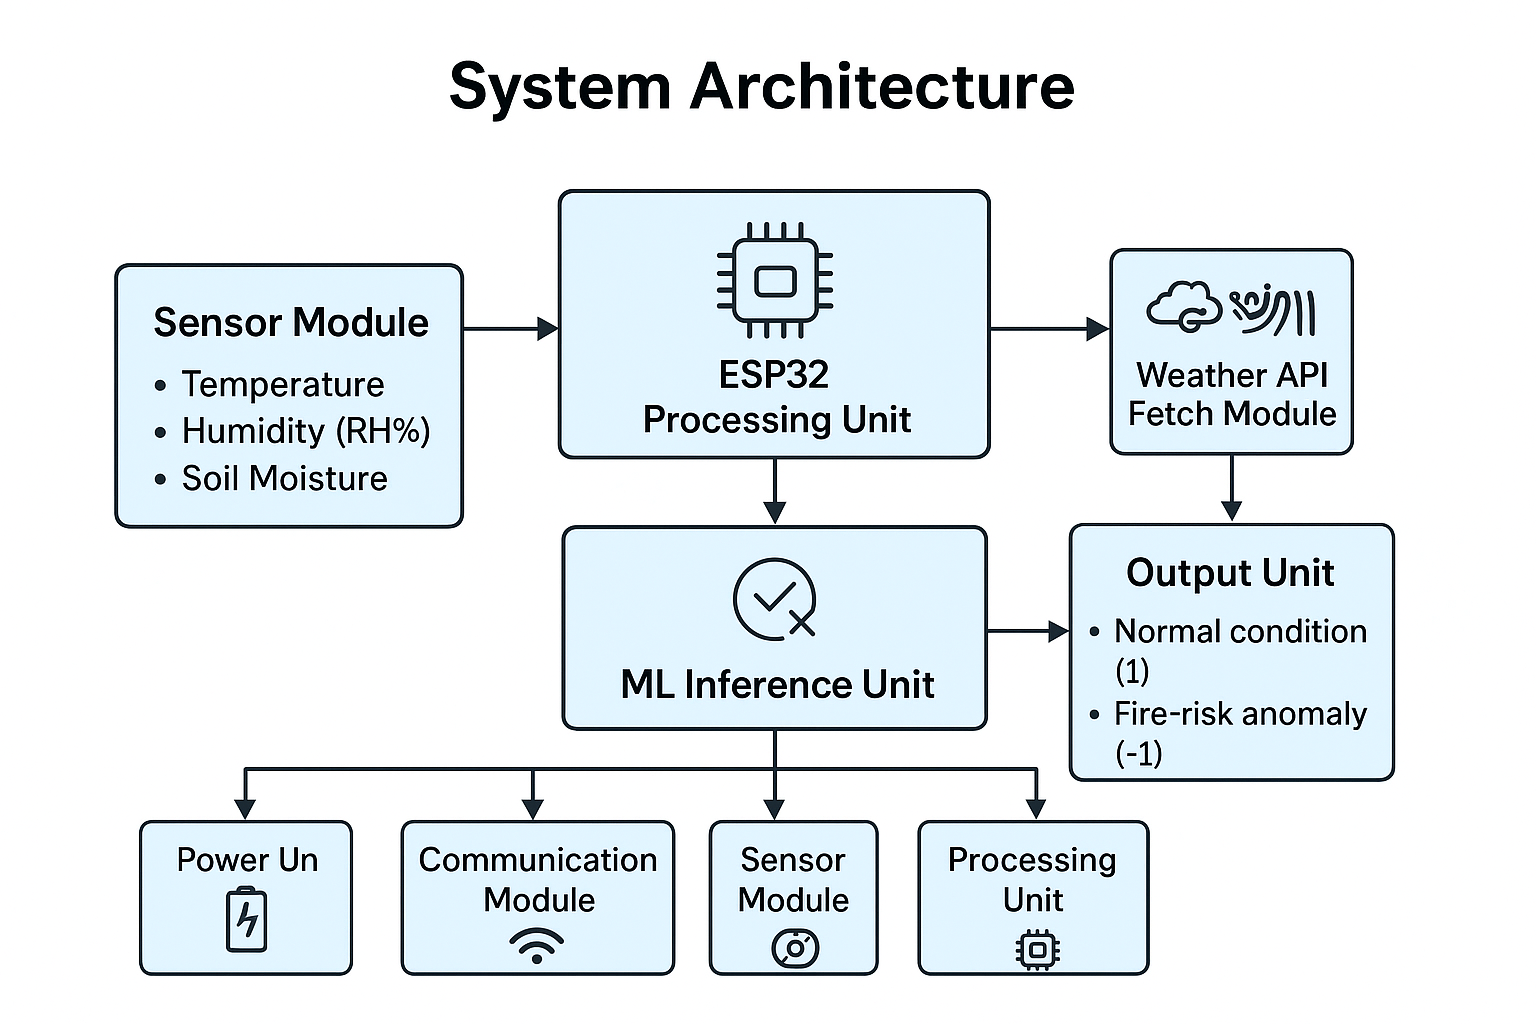 System Architecture
Sensor Module
• Temperature
• Humidity (RH%)
• Soil Moisture
ESP32
Processing Unit
Weather API
Fetch Module
ML Inference Unit
Output Unit
• Normal condition
(1)
• Fire-risk anomaly
(-1)
Power Un
Communication
Module
Sensor
Module
Processing
Unit